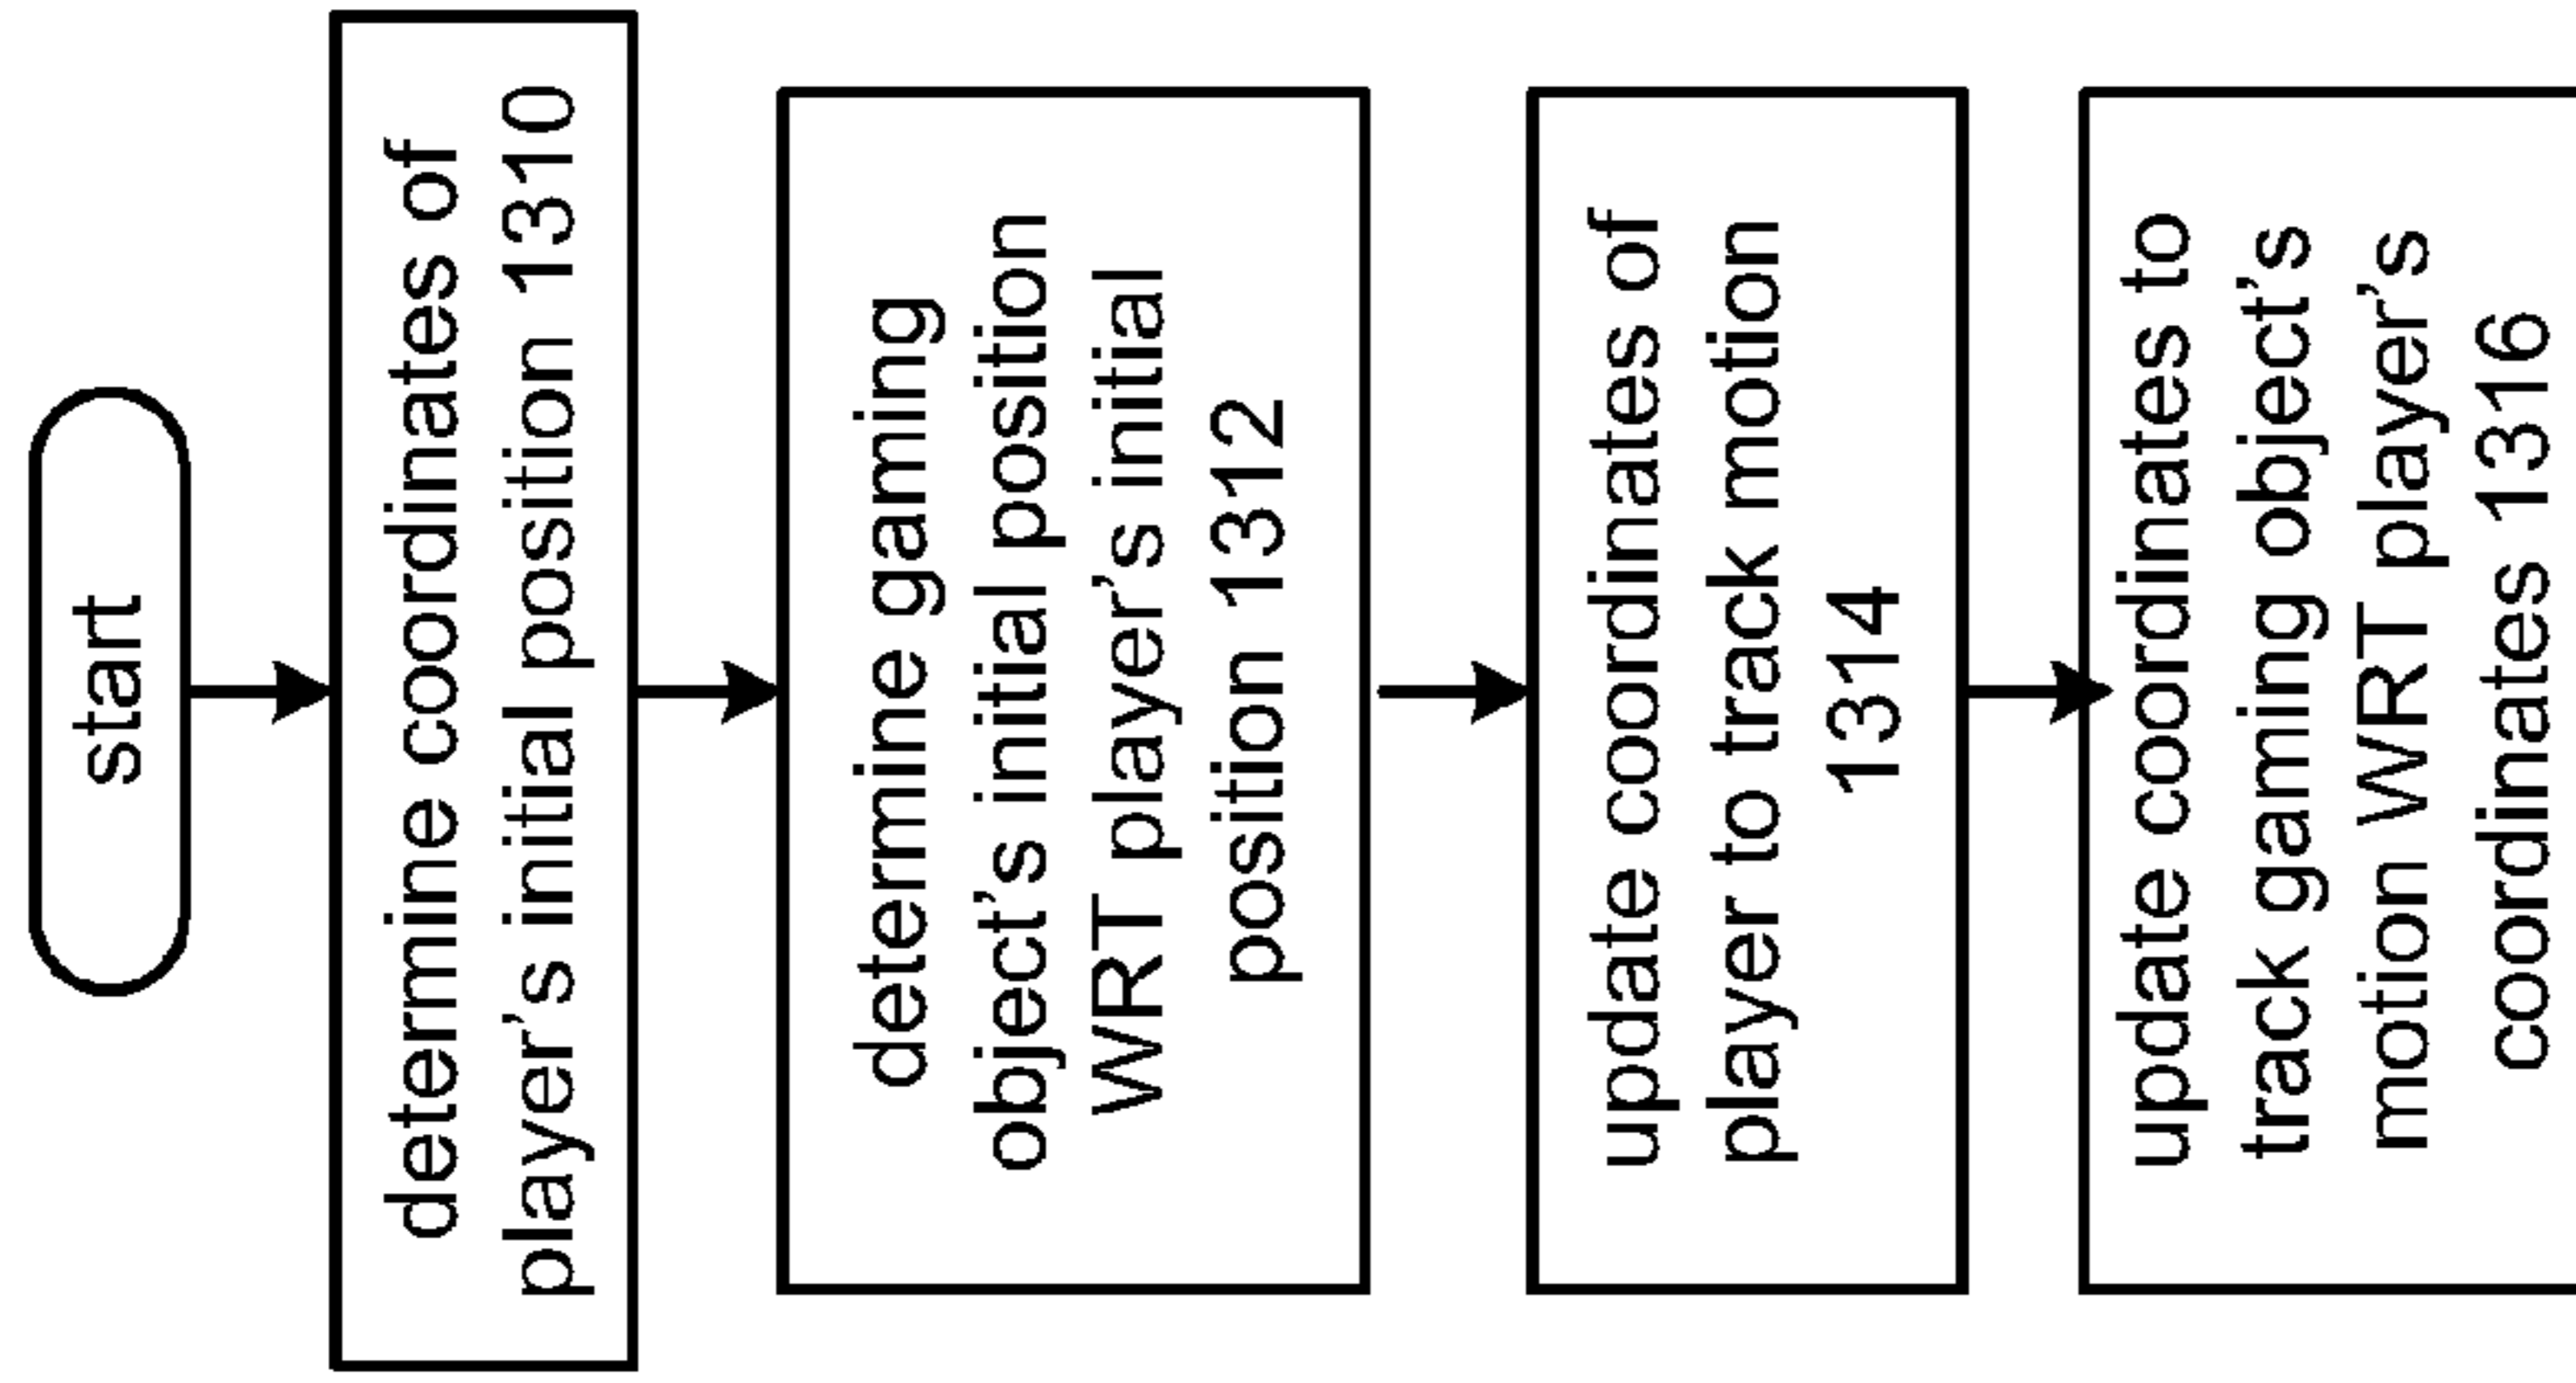 start
determine coordinates of
player's initial position 1310
determine gaming
object's initial position
WRT player's initial
position 1312
update coordinates of
player to track motion
1314
update coordinates to
track gaming object's
motion WRT player's
coordinates 1316